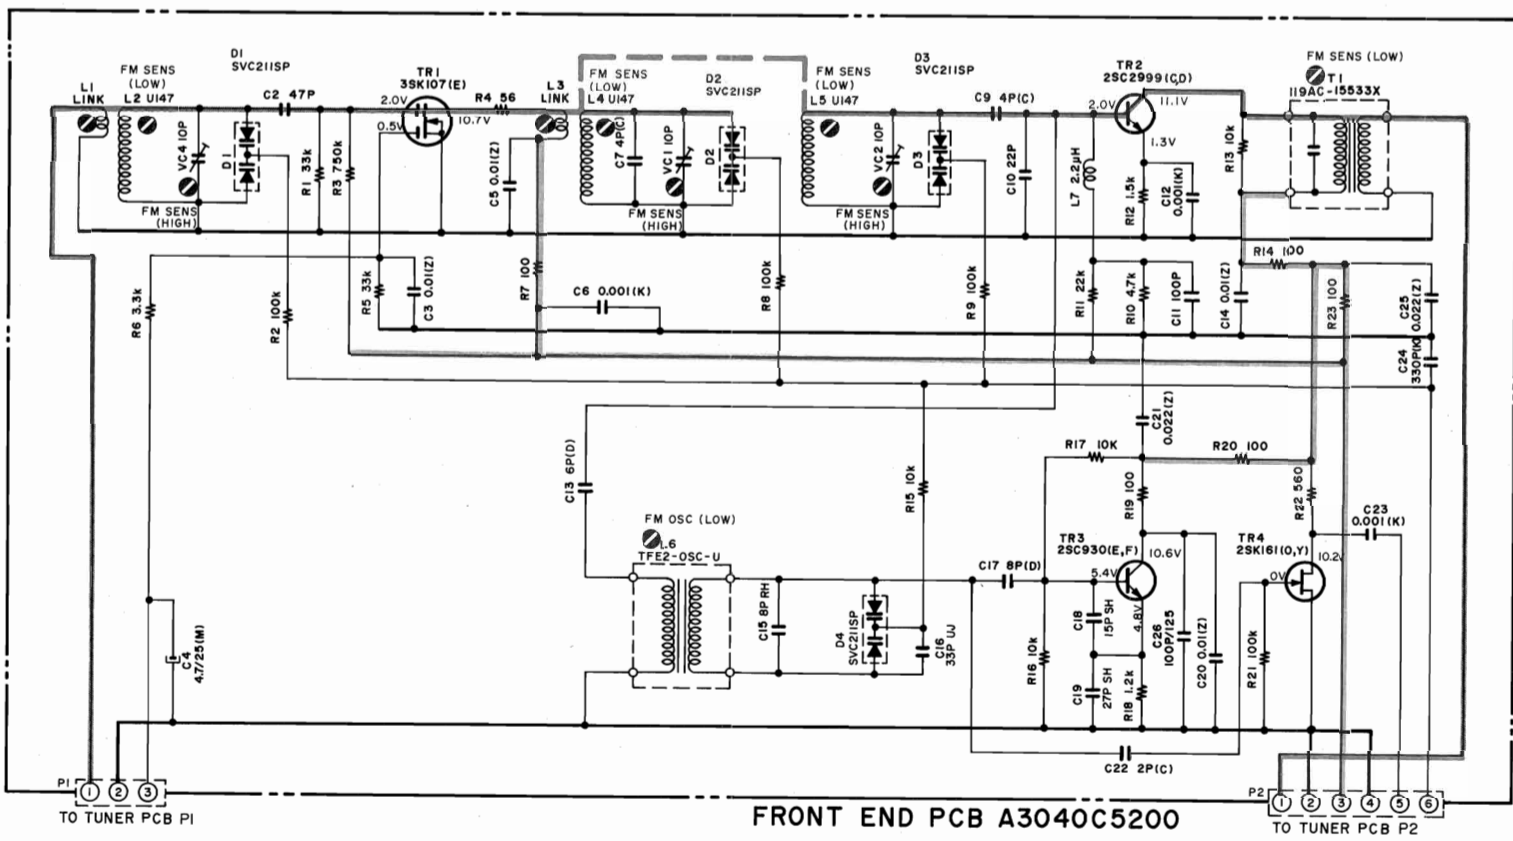 D1
SVC211SP
FM SENS
(LOW)
L1
LINK
L2 U147
C2 47P
TR1
3SK107(E)
2.0V
0.5V
10.7V
R4 56
L3
LINK
FM SENS
(LOW)
L4 U147
D2
SVC211SP
D3
SVC211SP
FM SENS
(LOW)
L5 U147
C9 4P(C)
TR2
2SC2999(C,D)
2.0V
11.1V
1.3V
FM SENS (LOW)
T1
119AC-15533X
VC4 10P
D1
R1 33k
R3 750k
C5 0.01(Z)
C7 4P(C)
VC1 10P
D2
VC2 10P
D3
C10 22P
L7 2.2μH
R12 1.5k
C12
0.001(K)
R13 10k
FM SENS
(HIGH)
FM SENS
(HIGH)
FM SENS
(HIGH)
R6 3.3k
R2 100k
R5 33k
C3 0.01(Z)
R7 100
C6 0.001(K)
R8 100k
R9 100k
R11 22k
R10 4.7k
C11 100P
C14 0.01(Z)
R14 100
R23 100
C25
0.022(Z)
C24
330P(K)
C21
0.022(Z)
R17 10K
R20 100
C13 6P(D)
R15 10k
R19 100
R22 560
C23
0.001(K)
FM OSC (LOW)
L6
TFE2-OSC-U
C17 8P(D)
TR3
2SC930(E,F)
5.4V
10.6V
4.8V
TR4
2SK161(O,Y)
0V
10.2V
C15 8P RH
D4
SVC211SP
C16
33P UJ
R16 10k
C18
15P SH
C19
27P SH
R18 1.2k
C26
100P/125
C20 0.01(Z)
R21 100k
C4
4.7/25(M)
C22 2P(C)
P1
1 2 3
TO TUNER PCB P1
FRONT END PCB A3040C5200
P2
1 2 3 4 5 6
TO TUNER PCB P2